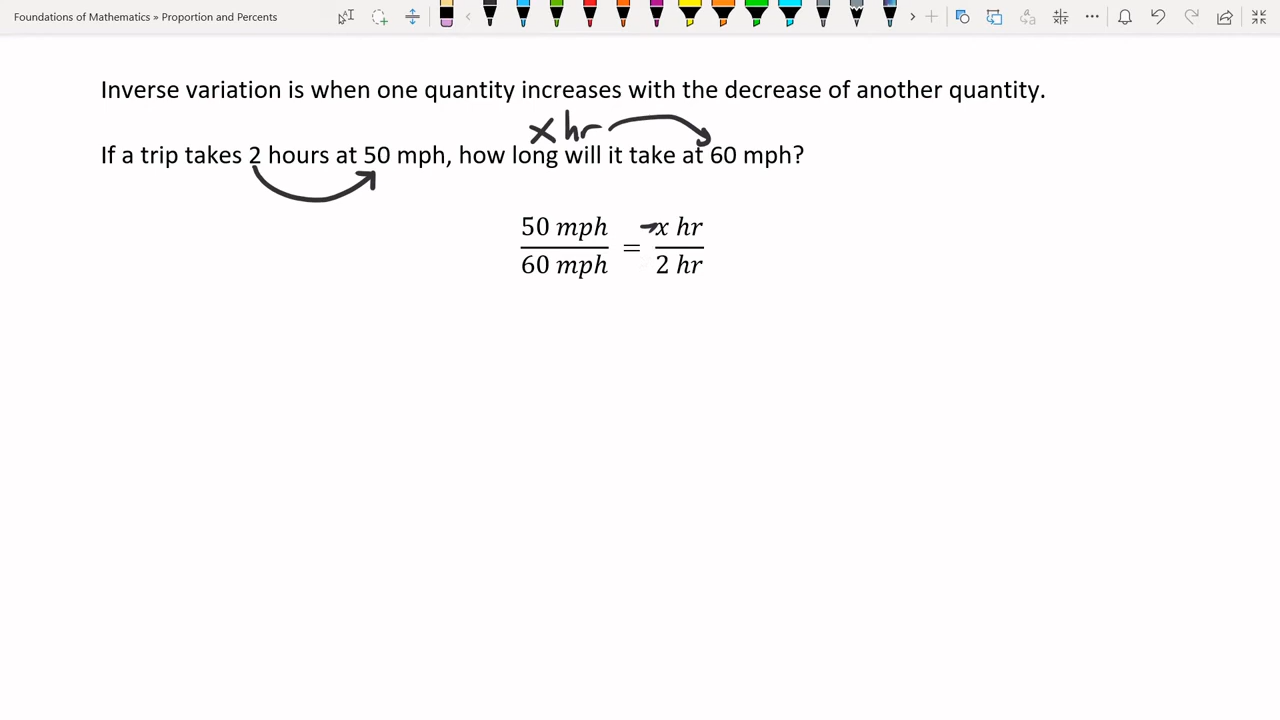 Foundations of Mathematics » Proportion and Percents
Inverse variation is when one quantity increases with the decrease of another quantity.
x hr
If a trip takes 2 hours at 50 mph, how long will it take at 60 mph?
50 mph / 60 mph = x hr / 2 hr